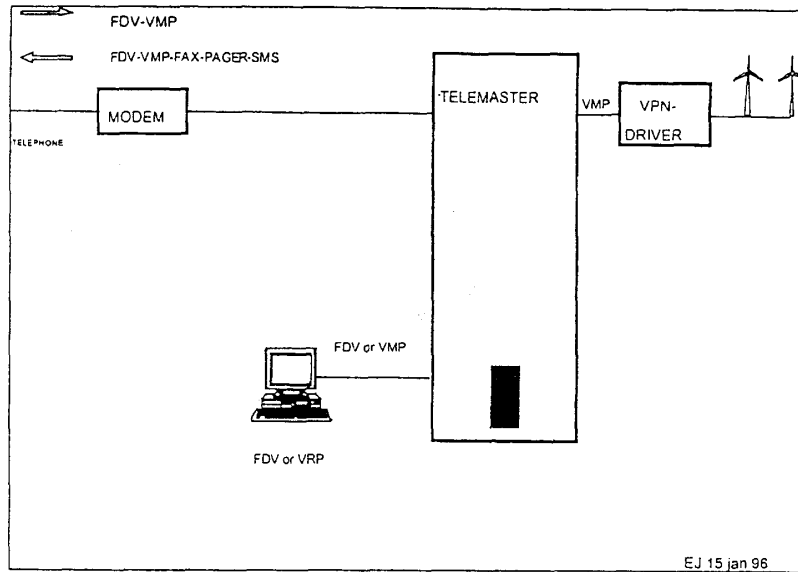 FDV-VMP
FDV-VMP-FAX-PAGER-SMS
MODEM
TELEPHONE
TELEMASTER
VMP
VPN-
DRIVER
FDV or VMP
FDV or VRP
EJ 15 jan 96